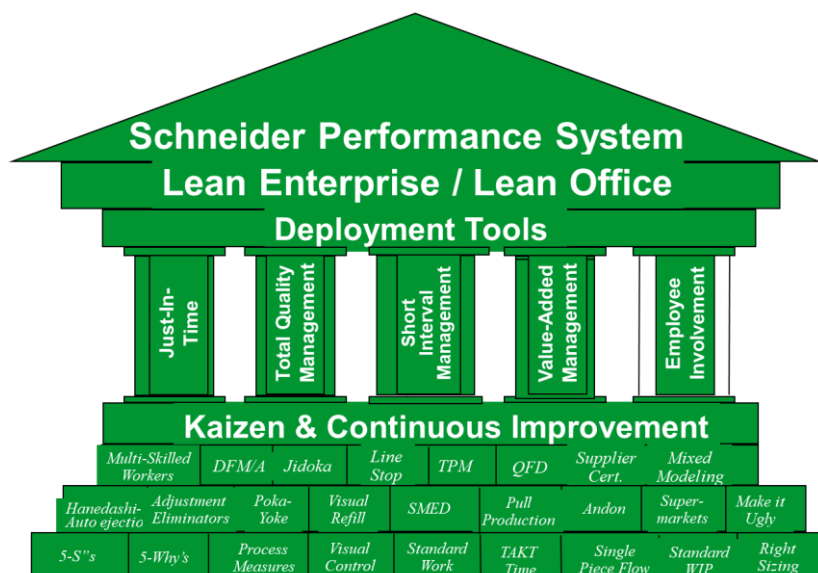 Schneider Performance System
Lean Enterprise / Lean Office
Deployment Tools
Just-In-
Time
Total Quality
Management
Short
Interval
Management
Value-Added
Management
Employee
Involvement
Kaizen & Continuous Improvement
Multi-Skilled
Workers
DFM/A
Jidoka
Line
Stop
TPM
QFD
Supplier
Cert.
Mixed
Modeling
Hanedashi-
Auto ejectio
Adjustment
Eliminators
Poka-
Yoke
Visual
Refill
SMED
Pull
Production
Andon
Super-
markets
Make it
Ugly
5-S"s
5-Why's
Process
Measures
Visual
Control
Standard
Work
TAKT
Time
Single
Piece Flow
Standard
WIP
Right
Sizing